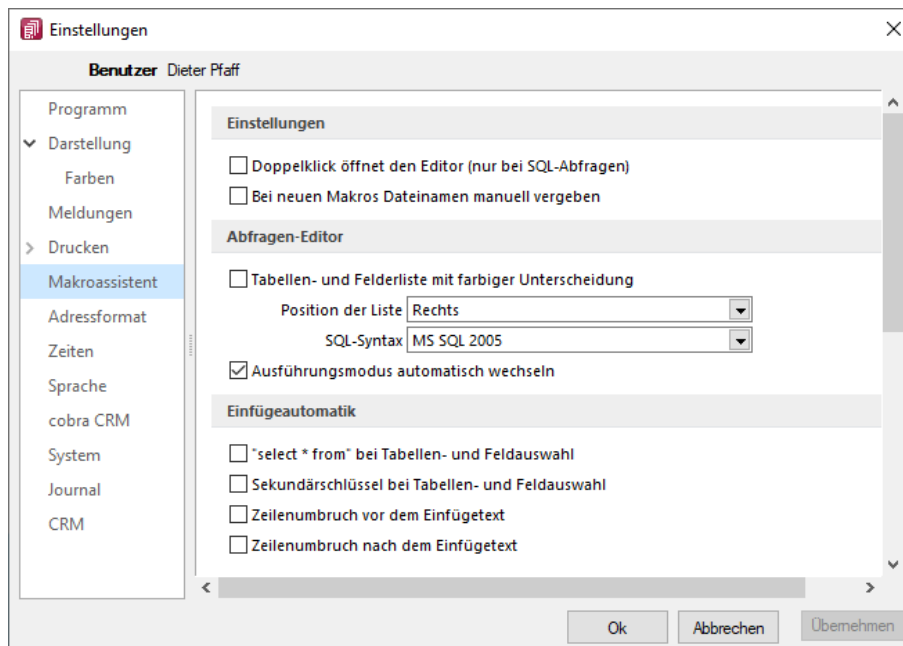 Einstellungen
Benutzer Dieter Pfaff
Programm
Darstellung
Farben
Meldungen
Drucken
Makroassistent
Adressformat
Zeiten
Sprache
cobra CRM
System
Journal
CRM
Einstellungen
Doppelklick öffnet den Editor (nur bei SQL-Abfragen)
Bei neuen Makros Dateinamen manuell vergeben
Abfragen-Editor
Tabellen- und Felderliste mit farbiger Unterscheidung
Position der Liste Rechts
SQL-Syntax MS SQL 2005
Ausführungsmodus automatisch wechseln
Einfügeautomatik
"select * from" bei Tabellen- und Feldauswahl
Sekundärschlüssel bei Tabellen- und Feldauswahl
Zeilenumbruch vor dem Einfügetext
Zeilenumbruch nach dem Einfügetext
Ok Abbrechen Übernehmen